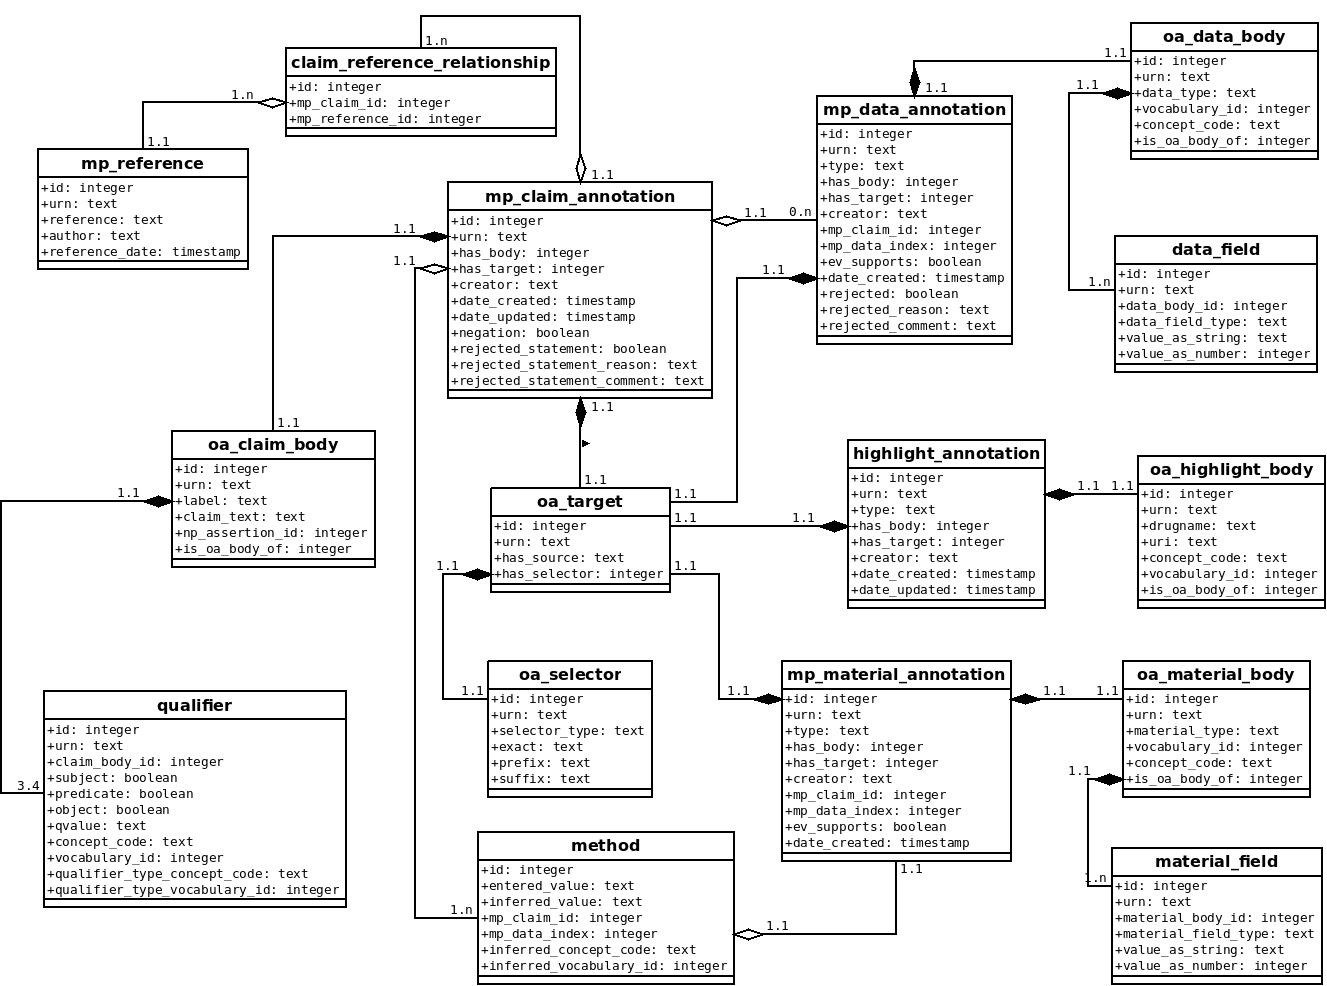 claim_reference_relationship
+id: integer
+mp_claim_id: integer
+mp_reference_id: integer
1.n
1.n
1.1
mp_reference
+id: integer
+urn: text
+reference: text
+author: text
+reference_date: timestamp
1.1
mp_claim_annotation
+id: integer
+urn: text
+has_body: integer
+has_target: integer
+creator: text
+date_created: timestamp
+date_updated: timestamp
+negation: boolean
+rejected_statement: boolean
+rejected_statement_reason: text
+rejected_statement_comment: text
1.1
1.1
1.1
1.1
0.n
mp_data_annotation
+id: integer
+urn: text
+type: text
+has_body: integer
+has_target: integer
+creator: text
+mp_claim_id: integer
+mp_data_index: integer
+ev_supports: boolean
+date_created: timestamp
+rejected: boolean
+rejected_reason: text
+rejected_comment: text
1.1
1.1
1.1
oa_data_body
+id: integer
+urn: text
+data_type: text
+vocabulary_id: integer
+concept_code: text
+is_oa_body_of: integer
1.1
1.n
data_field
+id: integer
+urn: text
+data_body_id: integer
+data_field_type: text
+value_as_string: text
+value_as_number: integer
1.1
oa_claim_body
+id: integer
+urn: text
+label: text
+claim_text: text
+np_assertion_id: integer
+is_oa_body_of: integer
1.1
3.4
qualifier
+id: integer
+urn: text
+claim_body_id: integer
+subject: boolean
+predicate: boolean
+object: boolean
+qvalue: text
+concept_code: text
+vocabulary_id: integer
+qualifier_type_concept_code: text
+qualifier_type_vocabulary_id: integer
1.1
oa_target
+id: integer
+urn: text
+has_source: text
+has_selector: integer
1.1
1.1
1.1
1.1
1.1
highlight_annotation
+id: integer
+urn: text
+type: text
+has_body: integer
+has_target: integer
+creator: text
+date_created: timestamp
+date_updated: timestamp
1.1
1.1
oa_highlight_body
+id: integer
+urn: text
+drugname: text
+uri: text
+concept_code: text
+vocabulary_id: integer
+is_oa_body_of: integer
1.1
oa_selector
+id: integer
+urn: text
+selector_type: text
+exact: text
+prefix: text
+suffix: text
1.1
mp_material_annotation
+id: integer
+urn: text
+type: text
+has_body: integer
+has_target: integer
+creator: text
+mp_claim_id: integer
+mp_data_index: integer
+ev_supports: boolean
+date_created: timestamp
1.1
1.1
oa_material_body
+id: integer
+urn: text
+material_type: text
+vocabulary_id: integer
+concept_code: text
+is_oa_body_of: integer
1.1
1.n
material_field
+id: integer
+urn: text
+material_body_id: integer
+material_field_type: text
+value_as_string: text
+value_as_number: integer
1.n
method
+id: integer
+entered_value: text
+inferred_value: text
+mp_claim_id: integer
+mp_data_index: integer
+inferred_concept_code: text
+inferred_vocabulary_id: integer
1.1
1.1